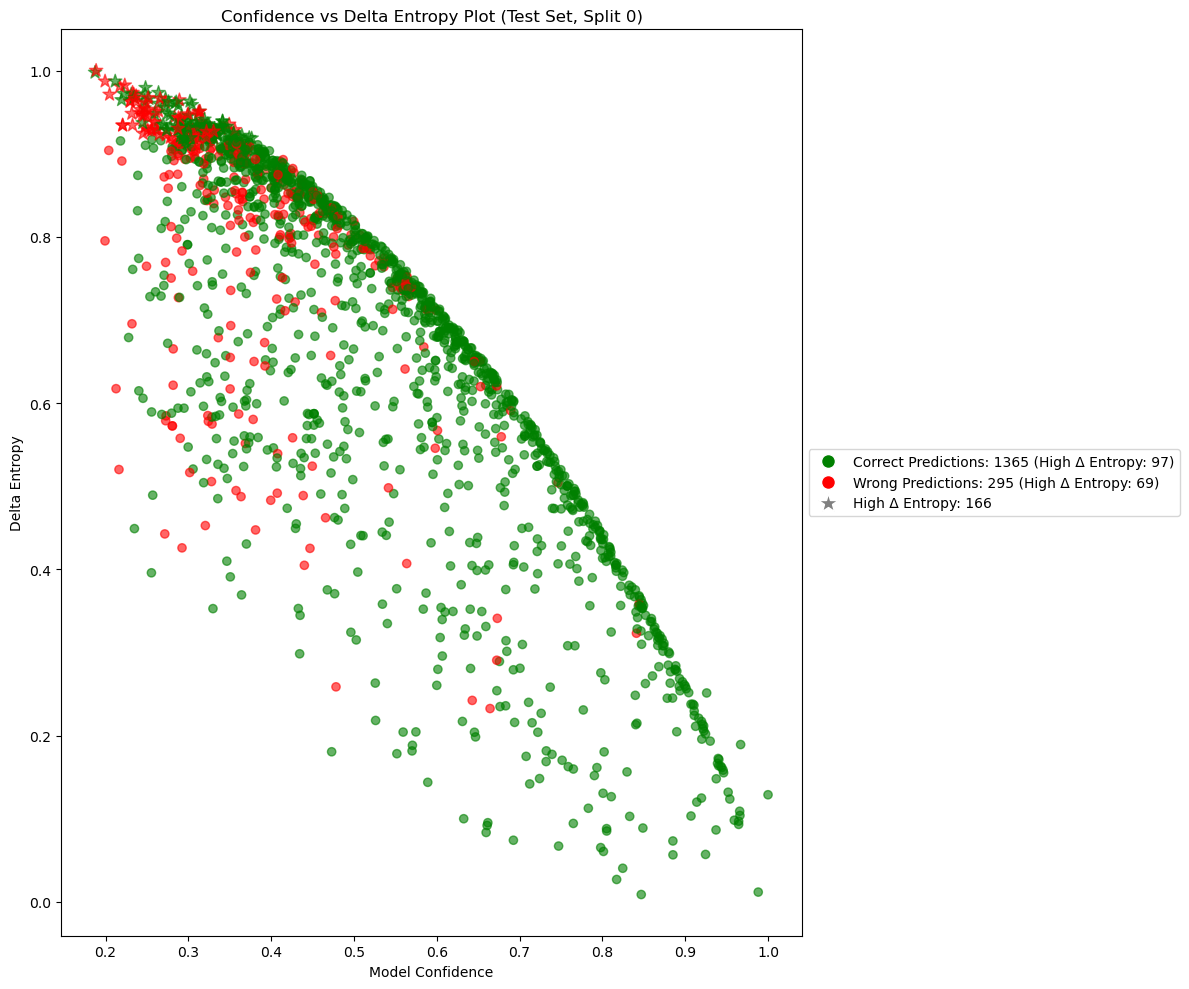 Confidence vs Delta Entropy Plot (Test Set, Split 0)
1.0
0.8
0.6
0.4
0.2
0.0
Delta Entropy
0.2 0.3 0.4 0.5 0.6 0.7 0.8 0.9 1.0
Model Confidence
Correct Predictions: 1365 (High Δ Entropy: 97)
Wrong Predictions: 295 (High Δ Entropy: 69)
High Δ Entropy: 166